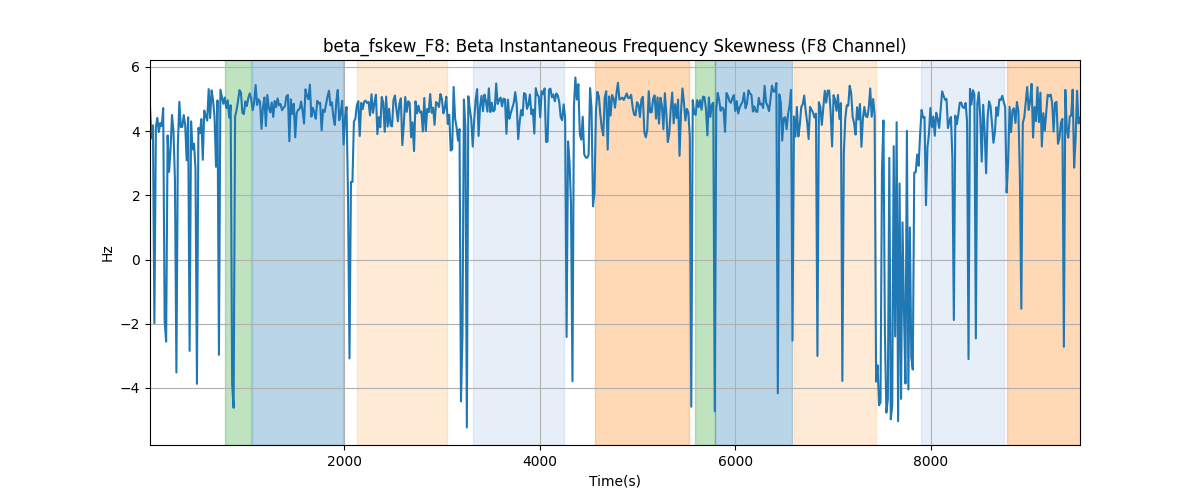 beta_fskew_F8: Beta Instantaneous Frequency Skewness (F8 Channel)
6
4
2
0
−2
−4
Hz
2000 4000 6000 8000
Time(s)